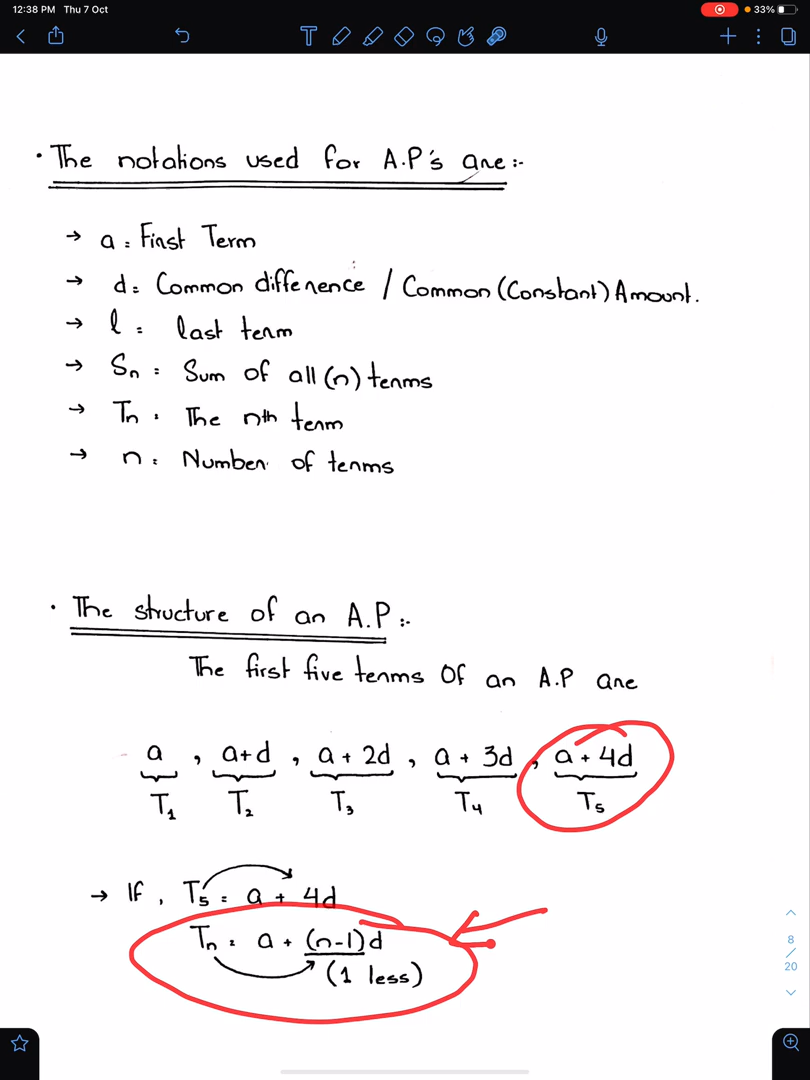 12:38 PM Thu 7 Oct
33%
• The notations used for A.P's are :-
→ a = First Term
→ d = Common difference / Common (Constant) Amount.
→ l = last term
→ Sn = Sum of all (n) terms
→ Tn = The nth term
→ n = Number of terms
• The structure of an A.P :-
The first five terms Of an A.P are
a , a+d , a + 2d , a + 3d , a + 4d
T1 T2 T3 T4 T5
→ If , T5 = a + 4d
Tn = a + (n-1)d
(1 less)
8
/
20